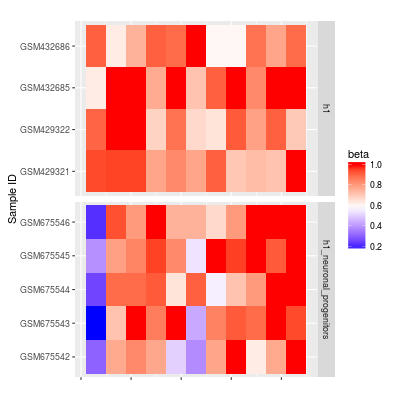 GSM432686
GSM432685
GSM429322
GSM429321
h1
GSM675546
GSM675545
GSM675544
GSM675543
GSM675542
h1_neuronal_progenitors
Sample ID
beta
1.0
0.8
0.6
0.4
0.2